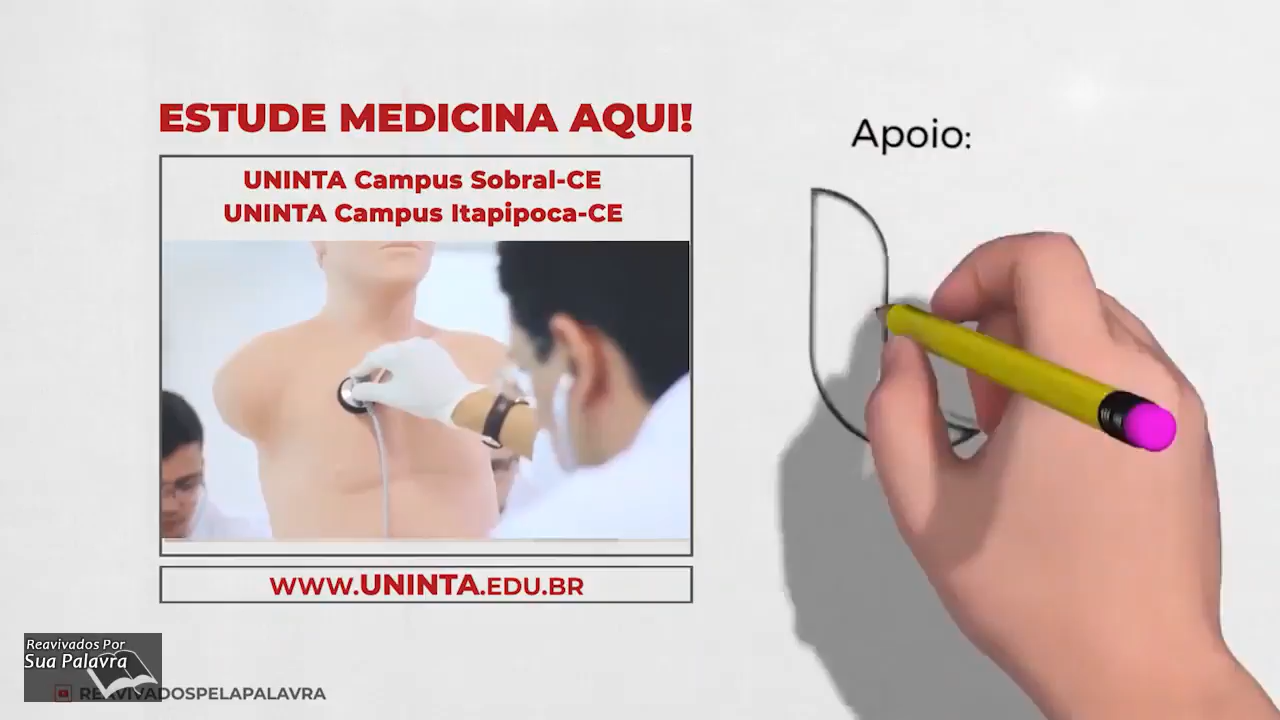 ESTUDE MEDICINA AQUI!
UNINTA Campus Sobral-CE
UNINTA Campus Itapipoca-CE
WWW.UNINTA.EDU.BR
Apoio:
Reavivados Por
Sua Palavra
REAVIVADOSPELAPALAVRA